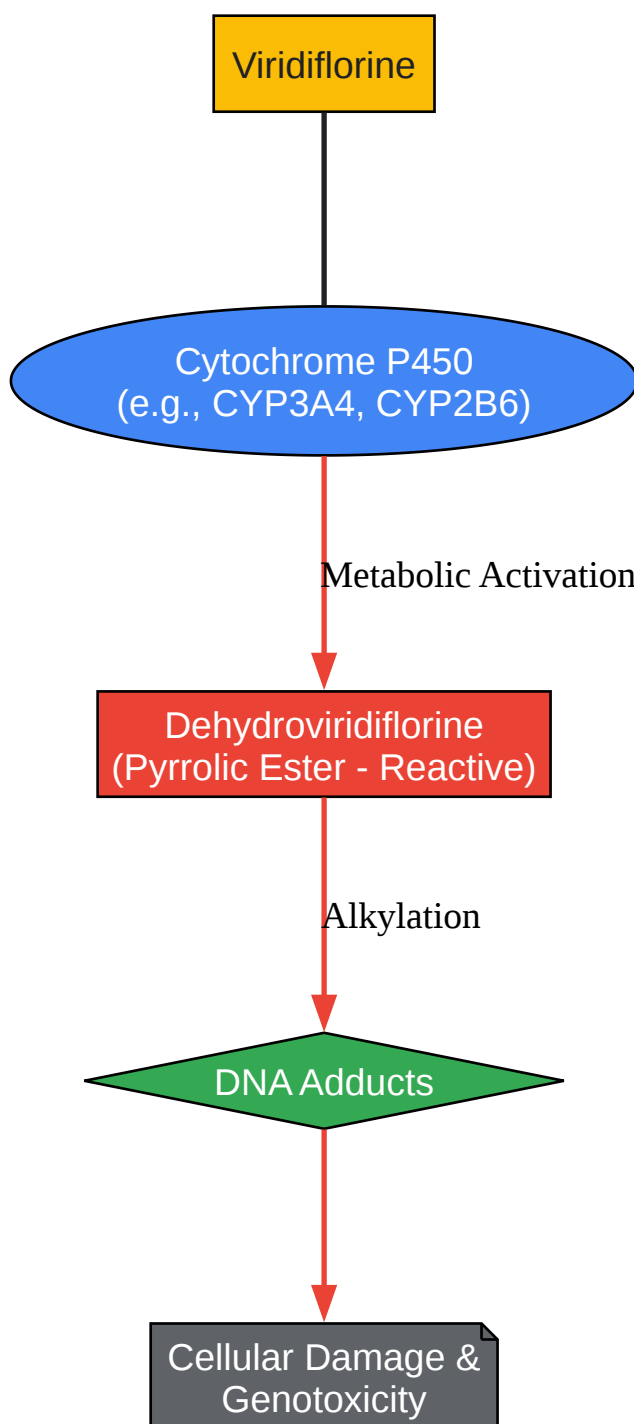 Viridiflorine
Cytochrome P450
(e.g., CYP3A4, CYP2B6)
Metabolic Activation
Dehydroviridiflorine
(Pyrrolic Ester - Reactive)
Alkylation
DNA Adducts
Cellular Damage &
Genotoxicity